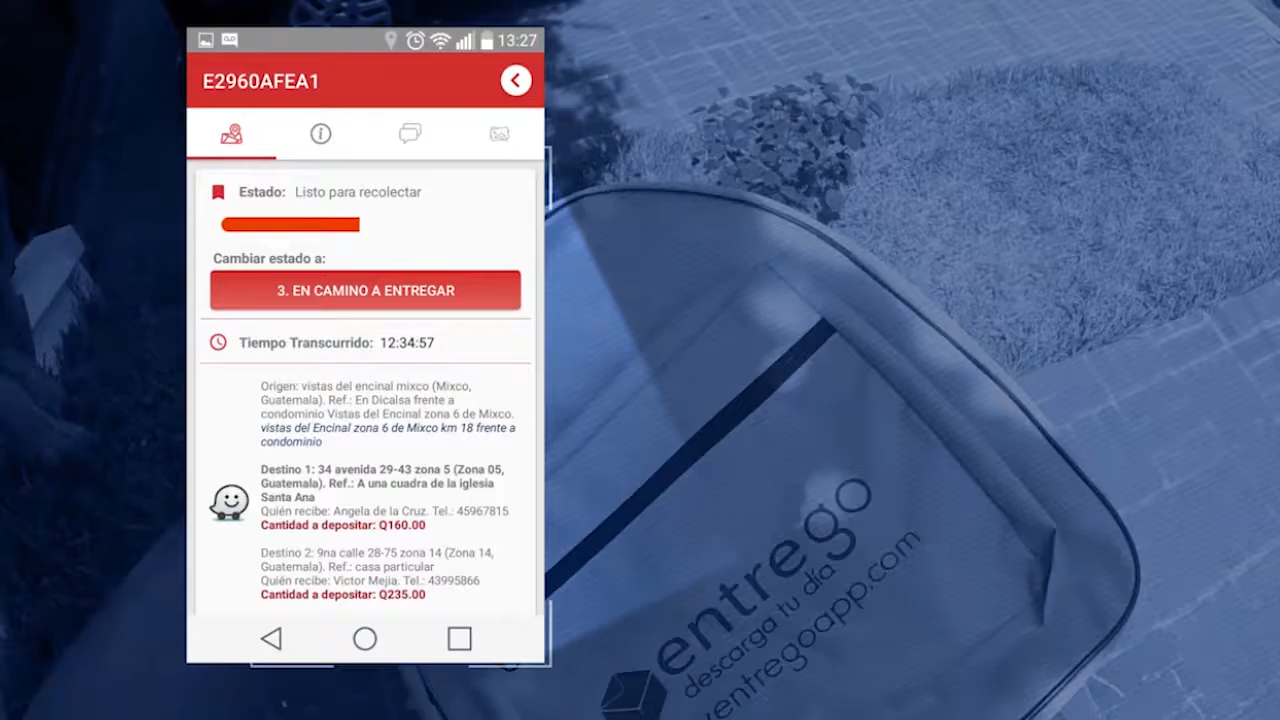 13:27
E2960AFEA1
Estado: Listo para recolectar
Cambiar estado a:
3. EN CAMINO A ENTREGAR
Tiempo Transcurrido: 12:34:57
Origen: vistas del encinal mixco (Mixco,
Guatemala). Ref.: En Dicalsa frente a
condominio Vistas del Encinal zona 6 de Mixco.
vistas del Encinal zona 6 de Mixco km 18 frente a
condominio
Destino 1: 34 avenida 29-43 zona 5 (Zona 05,
Guatemala). Ref.: A una cuadra de la iglesia
Santa Ana
Quién recibe: Angela de la Cruz. Tel.: 45967815
Cantidad a depositar: Q160.00
Destino 2: 9na calle 28-75 zona 14 (Zona 14,
Guatemala). Ref.: casa particular
Quién recibe: Victor Mejia. Tel.: 43995866
Cantidad a depositar: Q235.00
entrego
descarga tu día
entregoapp.com